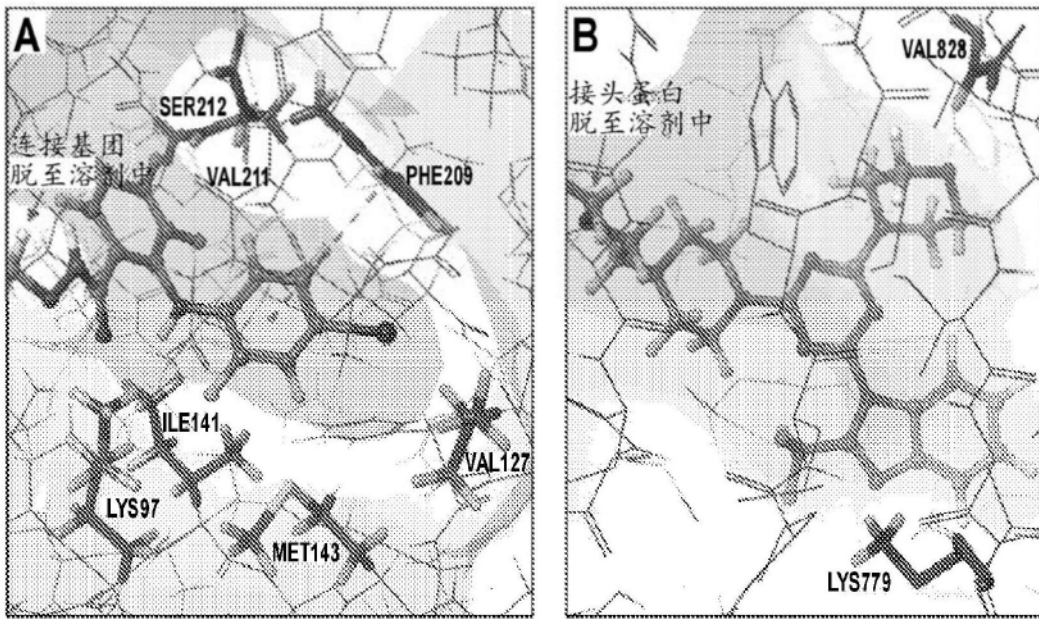 A
SER212
连接基团
脱至溶剂中
VAL211
PHE209
ILE141
VAL127
LYS97
MET143
B
VAL828
接头蛋白
脱至溶剂中
LYS779